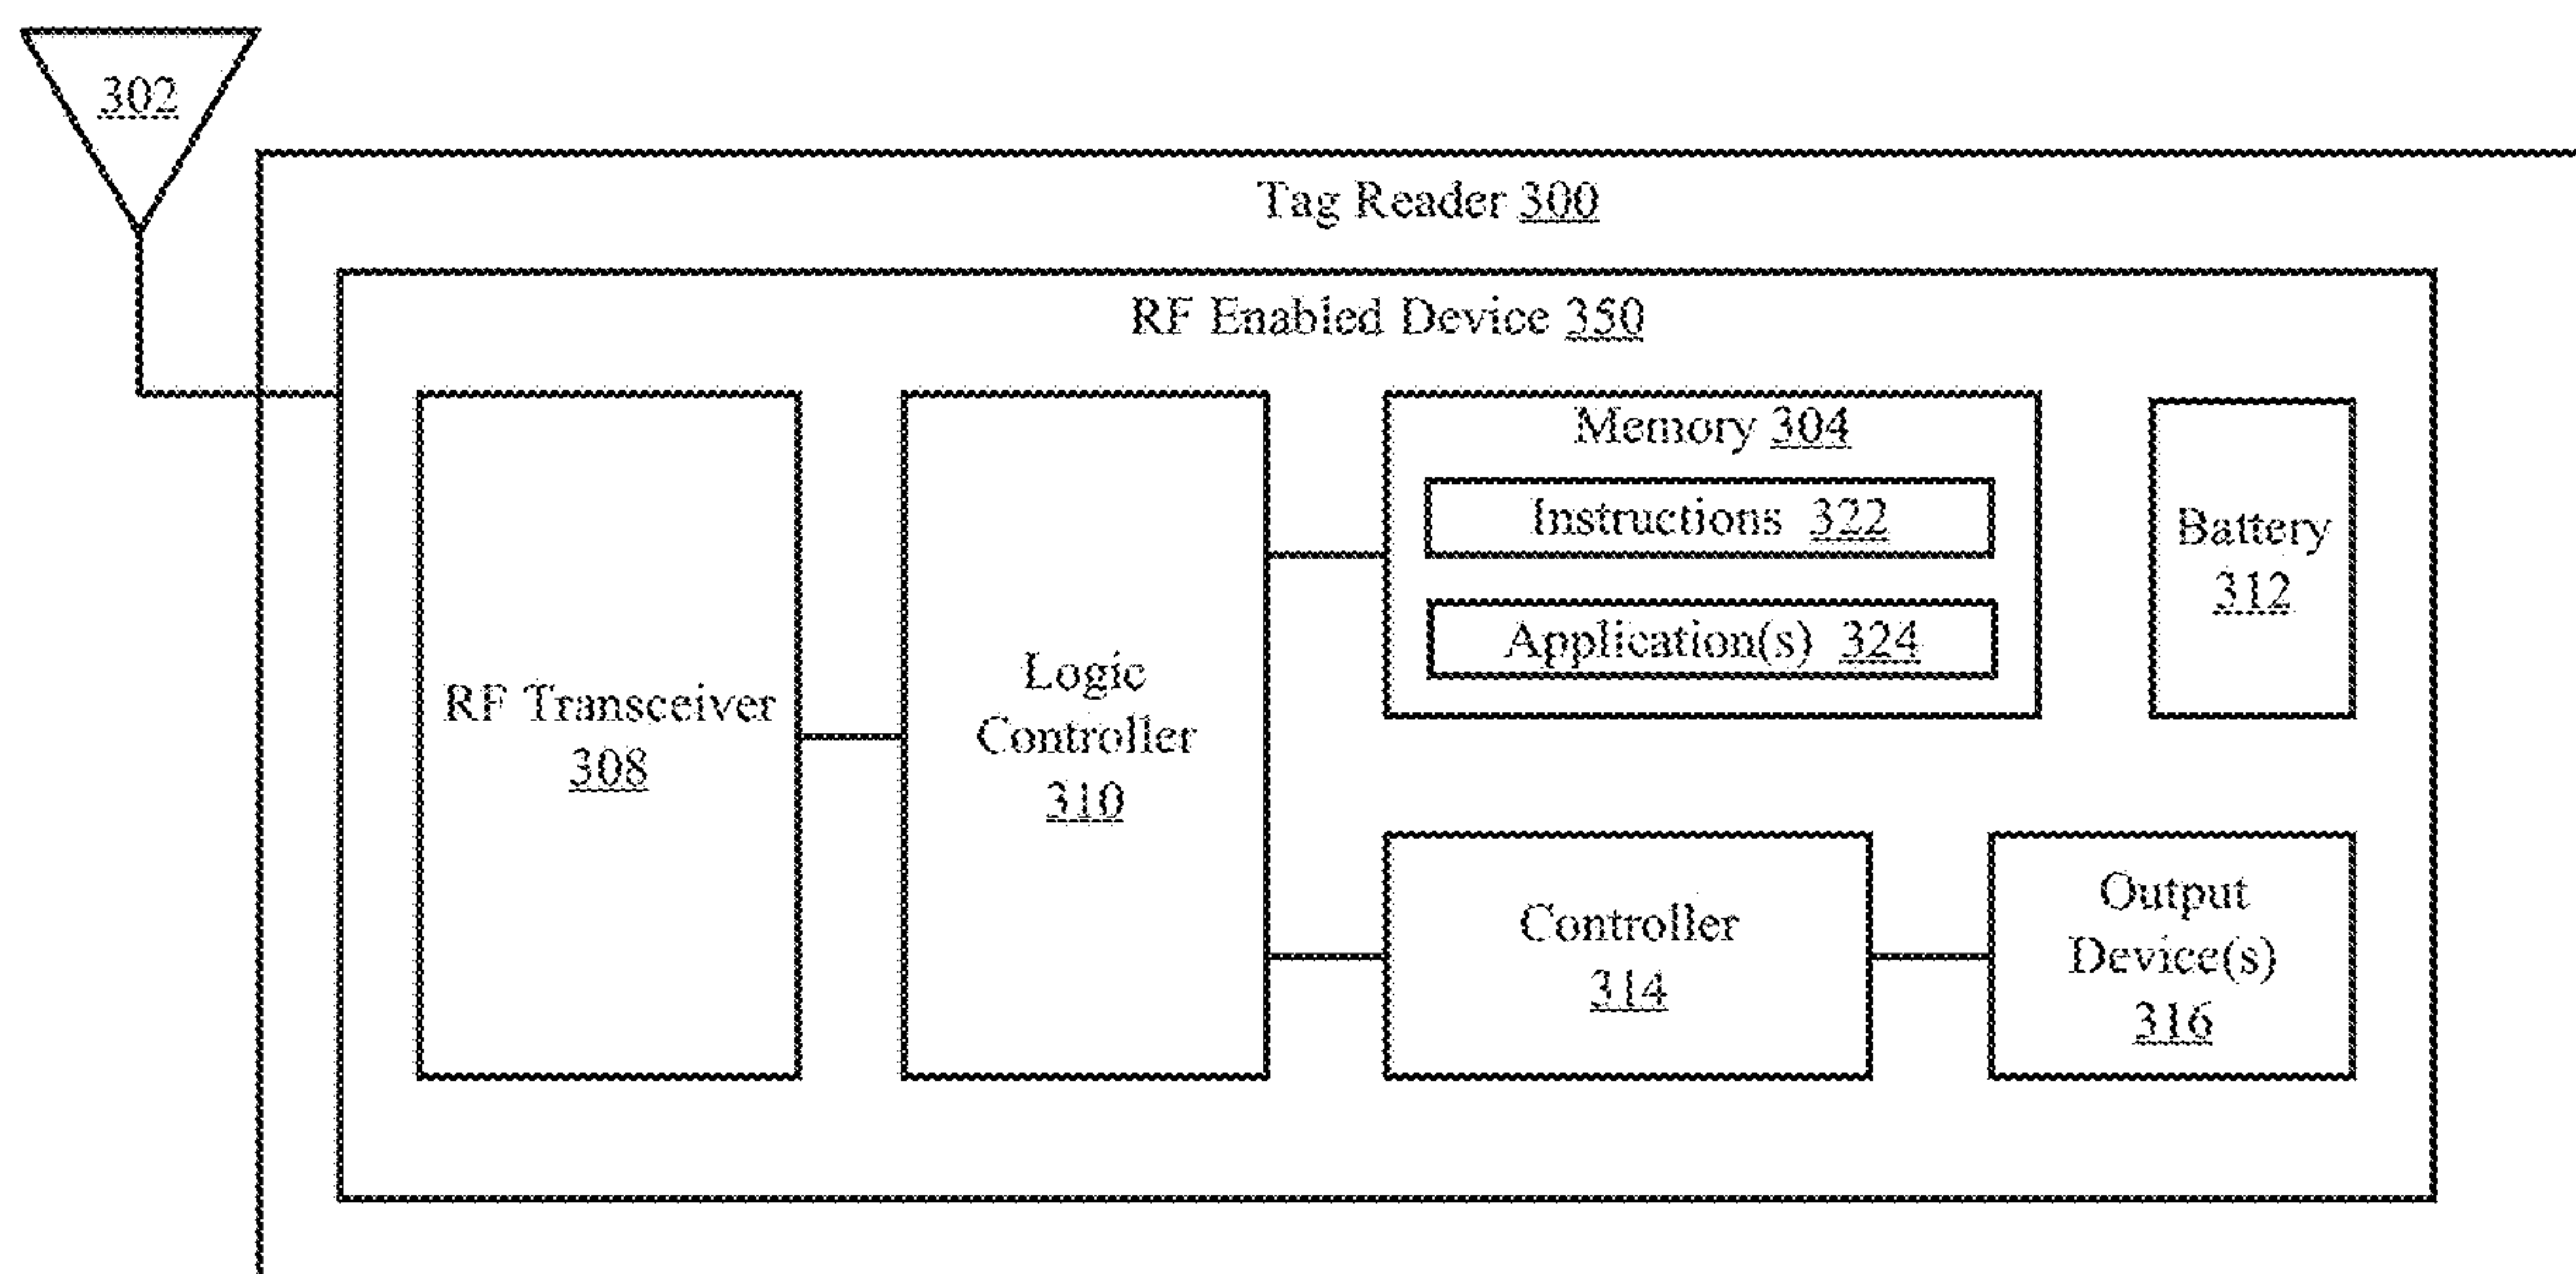 302
Tag Reader 300
RF Enabled Device 350
RF Transceiver
308
Logic
Controller
310
Memory 304
Instructions 322
Application(s) 324
Battery
312
Controller
314
Output
Device(s)
316